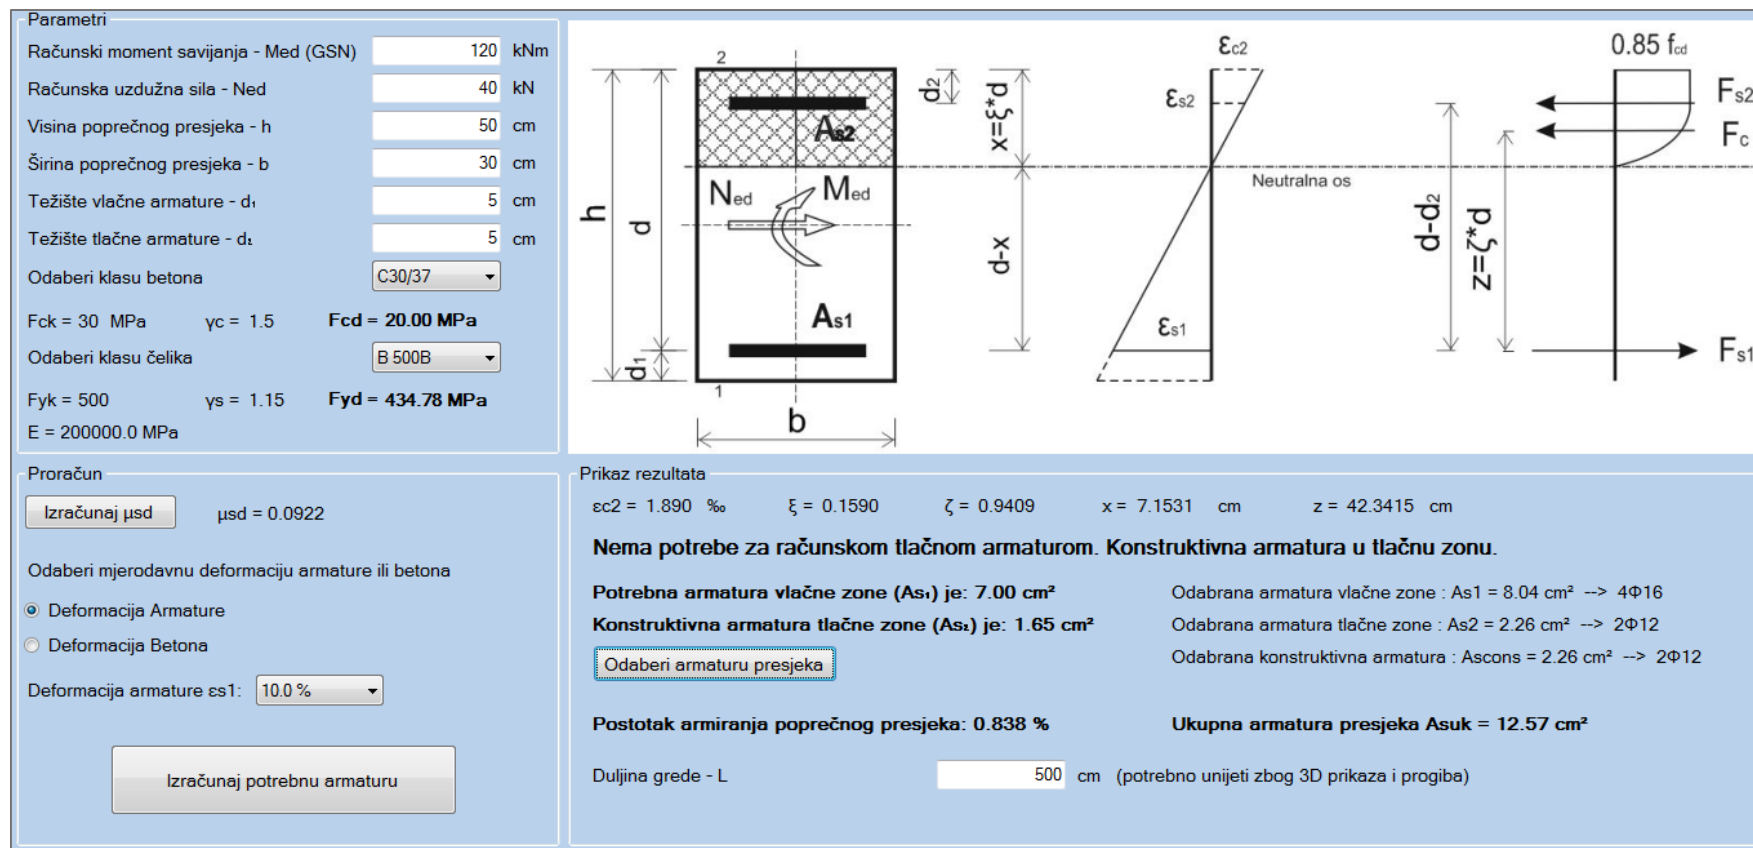 Parametri
Računski moment savijanja - Med (GSN) 120 kNm
Računska uzdužna sila - Ned 40 kN
Visina poprečnog presjeka - h 50 cm
Širina poprečnog presjeka - b 30 cm
Težište vlačne armature - d₁ 5 cm
Težište tlačne armature - d₂ 5 cm
Odaberi klasu betona C30/37
Fck = 30 MPa γc = 1.5 Fcd = 20.00 MPa
Odaberi klasu čelika B 500B
Fyk = 500 γs = 1.15 Fyd = 434.78 MPa
E = 200000.0 MPa
2
h
d
d₁
1
b
As2
Ned
Med
As1
d₂
x=ξ*d
d-x
εc2
εs2
Neutralna os
εs1
d-d₂
z=ζ*d
0.85 fcd
Fs2
Fc
Fs1
Proračun
Izračunaj μsd μsd = 0.0922
Odaberi mjerodavnu deformaciju armature ili betona
Deformacija Armature
Deformacija Betona
Deformacija armature εs1: 10.0 %
Izračunaj potrebnu armaturu
Prikaz rezultata
εc2 = 1.890 ‰ ξ = 0.1590 ζ = 0.9409 x = 7.1531 cm z = 42.3415 cm
Nema potrebe za računskom tlačnom armaturom. Konstruktivna armatura u tlačnu zonu.
Potrebna armatura vlačne zone (As₁) je: 7.00 cm² Odabrana armatura vlačne zone : As1 = 8.04 cm² --> 4Φ16
Konstruktivna armatura tlačne zone (As₂) je: 1.65 cm² Odabrana armatura tlačne zone : As2 = 2.26 cm² --> 2Φ12
Odaberi armaturu presjeka Odabrana konstruktivna armatura : Ascons = 2.26 cm² --> 2Φ12
Postotak armiranja poprečnog presjeka: 0.838 % Ukupna armatura presjeka Asuk = 12.57 cm²
Duljina grede - L 500 cm (potrebno unijeti zbog 3D prikaza i progiba)